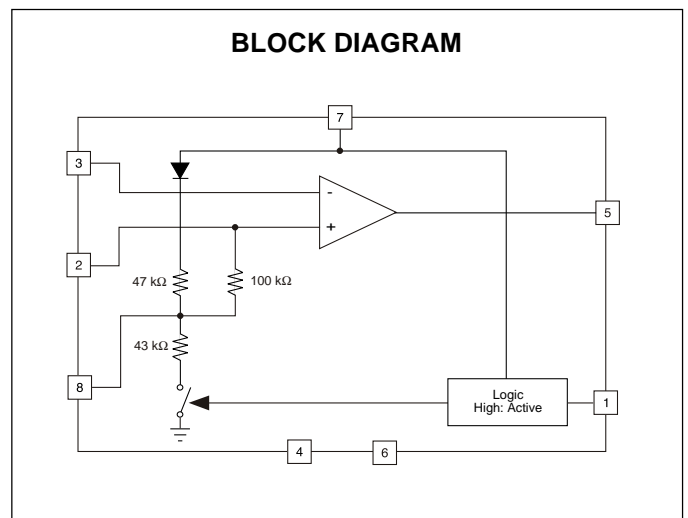 BLOCK DIAGRAM
7
3
-
5
+
2
47 kΩ
100 kΩ
43 kΩ
8
Logic
High: Active
1
4
6